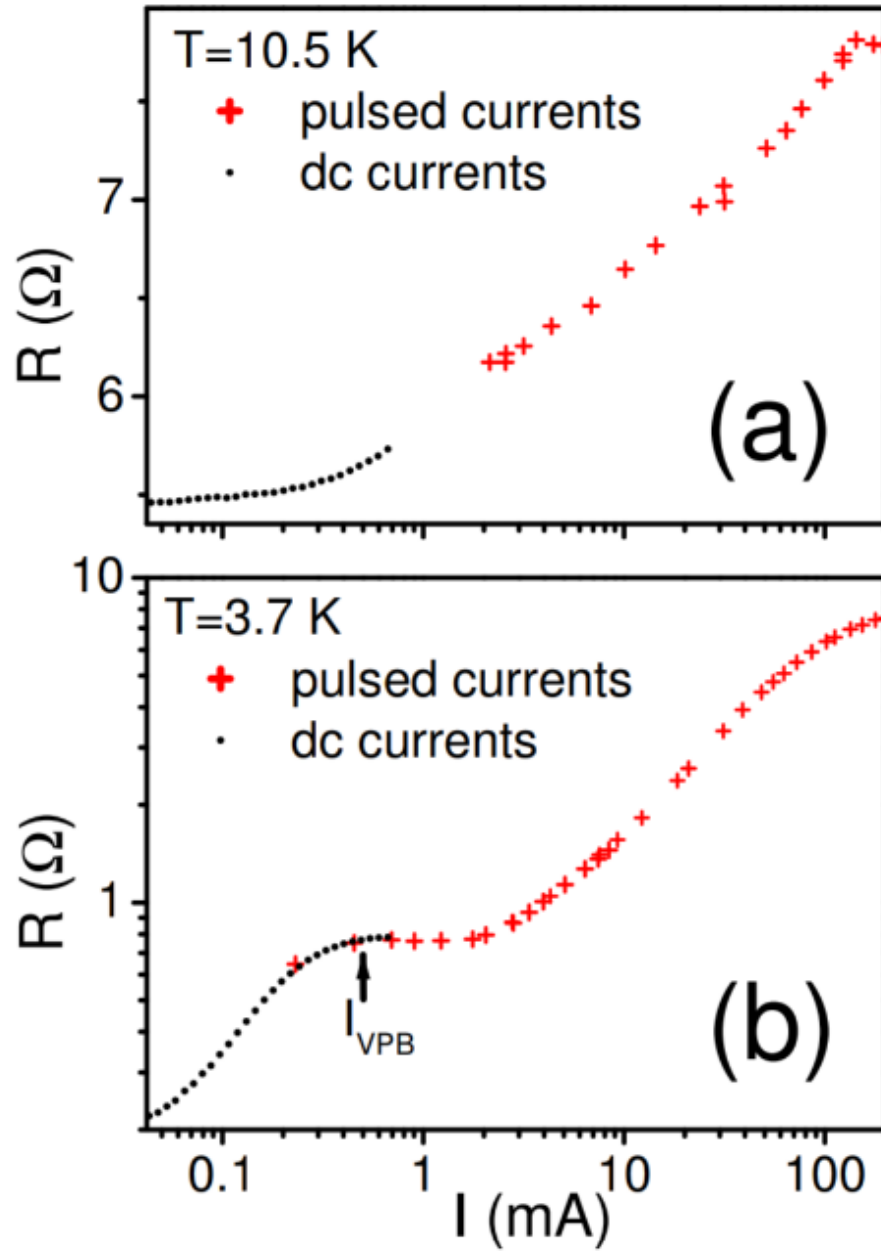 T=10.5 K
pulsed currents
dc currents
7
6
R (Ω)
(a)
10
T=3.7 K
pulsed currents
dc currents
1
R (Ω)
I_VPB
(b)
0.1 1 10 100
I (mA)